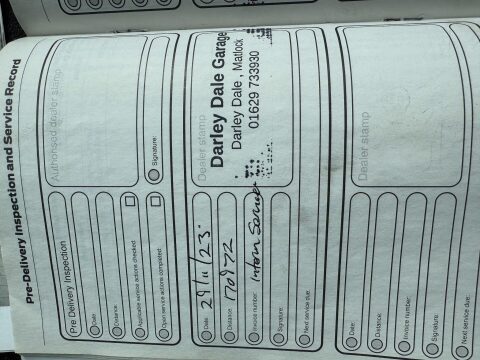 Pre-Delivery Inspection and Service Record
Pre Delivery Inspection
Date:
Distance:
Applicable service actions checked
Open service actions completed
Authorised dealer stamp
Signature:
Date: 29/11/23
Distance: 170972
Invoice number:
Signature:
Next service due:
Dealer stamp
Darley Dale Garage
Darley Dale, Matlock
01629 733930
Date:
Distance:
Invoice number:
Signature:
Next service due:
Dealer stamp